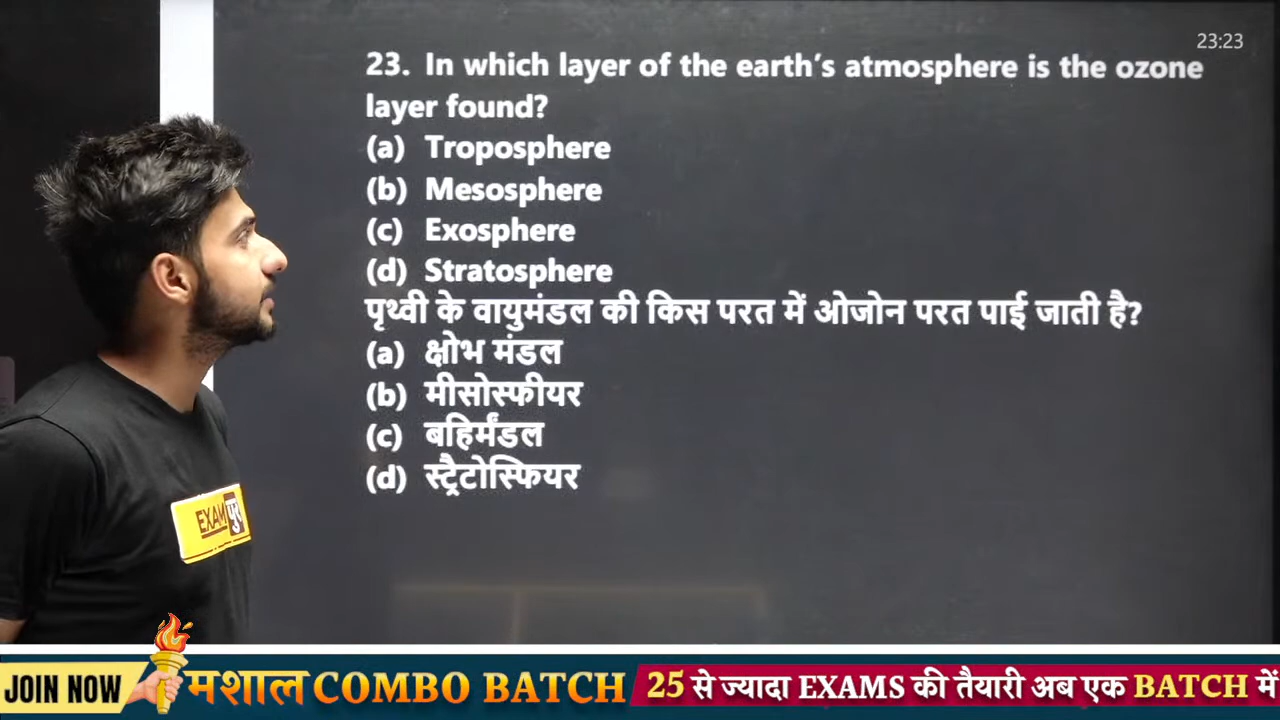 23:23
23. In which layer of the earth's atmosphere is the ozone
layer found?
(a) Troposphere
(b) Mesosphere
(c) Exosphere
(d) Stratosphere
पृथ्वी के वायुमंडल की किस परत में ओजोन परत पाई जाती है?
(a) क्षोभ मंडल
(b) मीसोस्फीयर
(c) बहिर्मंडल
(d) स्ट्रैटोस्फियर
EXAM पुर
JOIN NOW मशाल COMBO BATCH 25 से ज्यादा EXAMS की तैयारी अब एक BATCH में